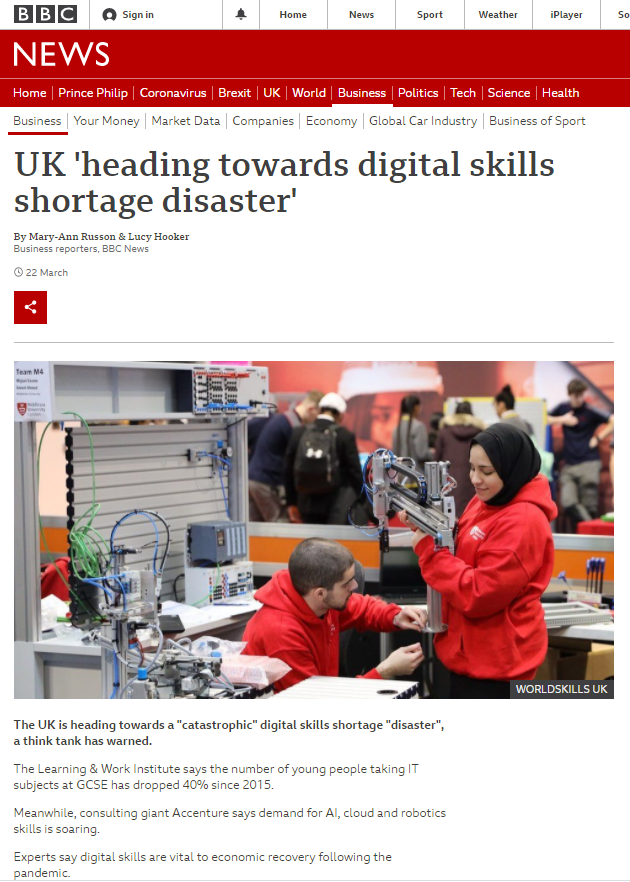 BBC Sign in Home News Sport Weather iPlayer So
NEWS
Home Prince Philip Coronavirus Brexit UK World Business Politics Tech Science Health
Business Your Money Market Data Companies Economy Global Car Industry Business of Sport
UK 'heading towards digital skills
shortage disaster'
By Mary-Ann Russon & Lucy Hooker
Business reporters, BBC News
22 March
Team M4
WORLDSKILLS UK
The UK is heading towards a "catastrophic" digital skills shortage "disaster",
a think tank has warned.
The Learning & Work Institute says the number of young people taking IT
subjects at GCSE has dropped 40% since 2015.
Meanwhile, consulting giant Accenture says demand for AI, cloud and robotics
skills is soaring.
Experts say digital skills are vital to economic recovery following the
pandemic.